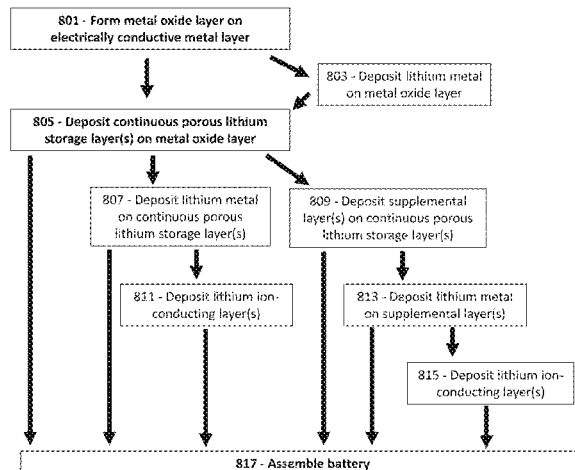 801 - Form metal oxide layer on
electrically conductive metal layer
803 - Deposit lithium metal
on metal oxide layer
805 - Deposit continuous porous lithium
storage layer(s) on metal oxide layer
807 - Deposit lithium metal
on continuous porous
lithium storage layer(s)
809 - Deposit supplemental
layer(s) on continuous porous
lithium storage layer(s)
811 - Deposit lithium ion-
conducting layer(s)
813 - Deposit lithium metal
on supplemental layer(s)
815 - Deposit lithium ion-
conducting layer(s)
817 - Assemble battery